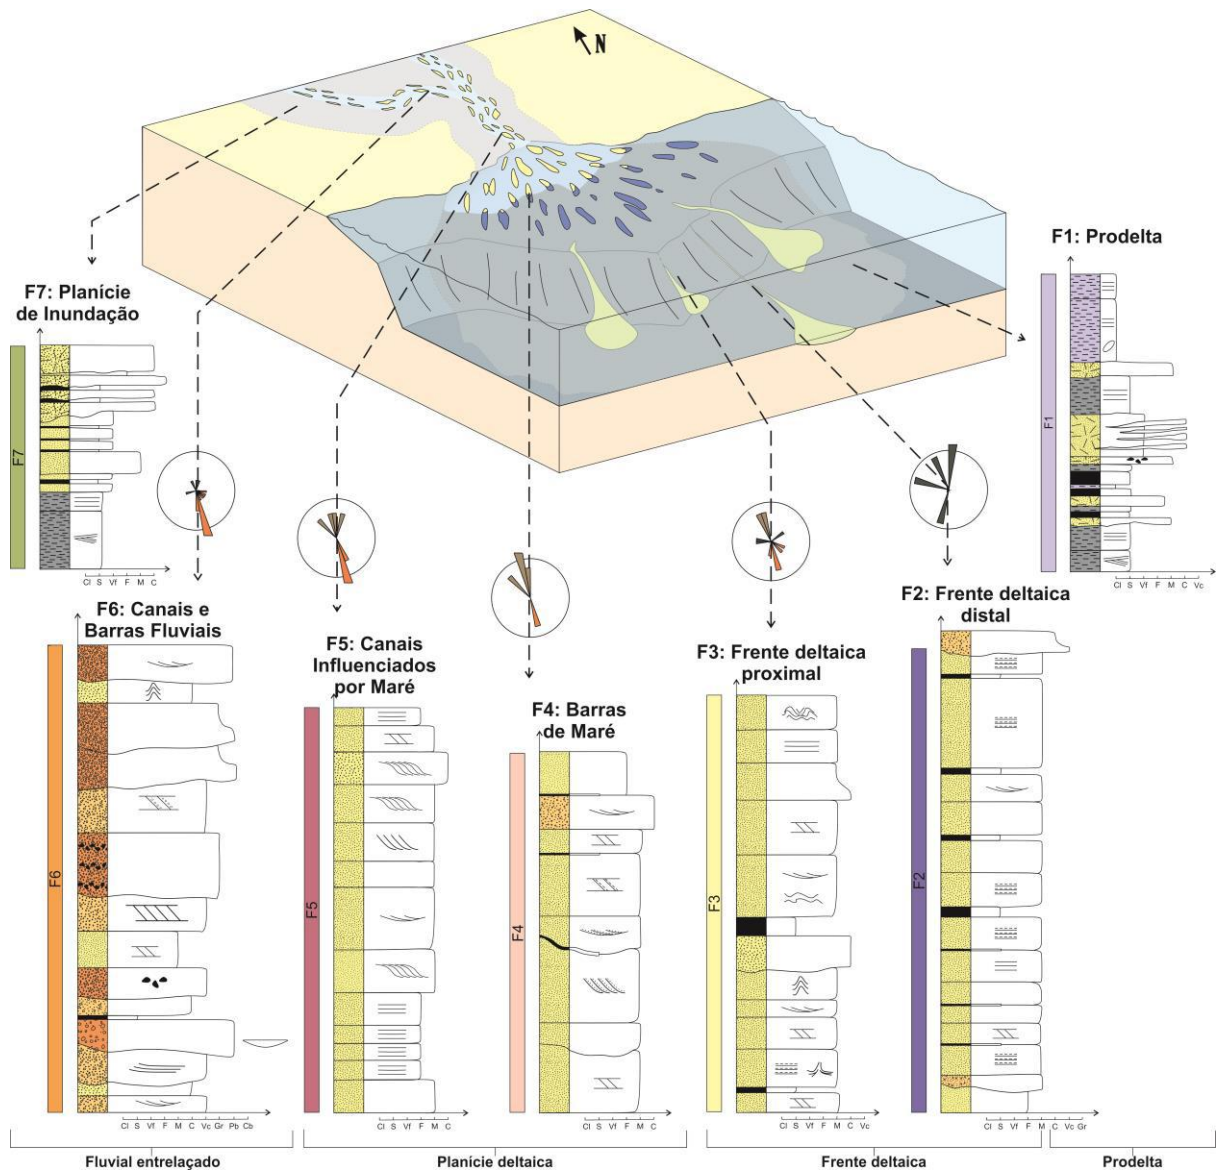 N
F1: Prodelta
F1
Cl S Vf F M C Vc
F7: Planície
de Inundação
F7
Cl S Vf F M C
F6: Canais e
Barras Fluviais
F6
Cl S Vf F M C Vc Gr Pb Cb
F5: Canais
Influenciados
por Maré
F5
Cl S Vf F M C
F4: Barras
de Maré
F4
Cl S Vf F M C
F3: Frente deltaica
proximal
F3
Cl S Vf F M C Vc
F2: Frente deltaica
distal
F2
Cl S Vf F M C Vc Gr
Fluvial entrelaçado
Planície deltaica
Frente deltaica
Prodelta